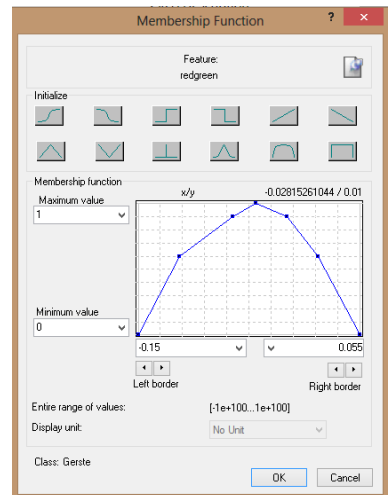 Membership Function
?
×
Feature:
redgreen
Initialize
Membership function
x/y
-0.02815261044 / 0.01
Maximum value
1
Minimum value
0
-0.15
0.055
Left border
Right border
Entire range of values:
[-1e+100...1e+100]
Display unit:
No Unit
Class: Gerste
OK
Cancel